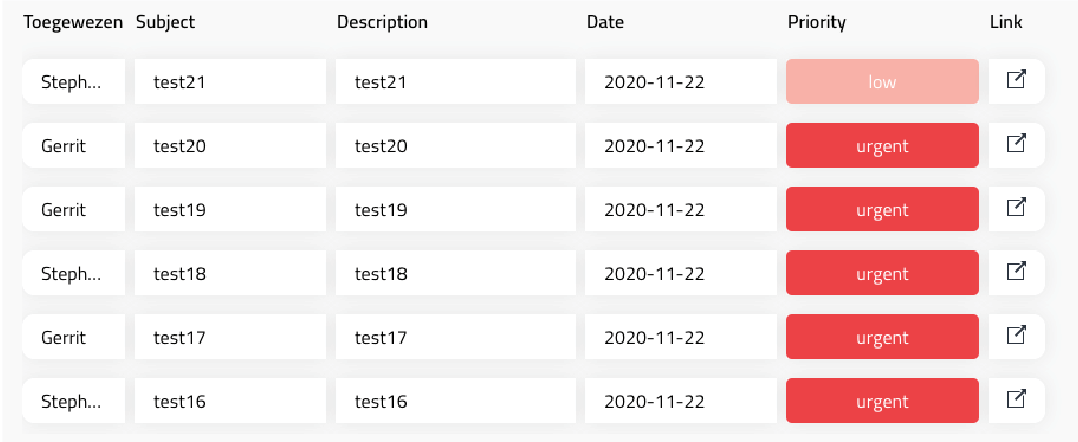 Toegewezen Subject Description Date Priority Link
Steph... test21 test21 2020-11-22 low
Gerrit test20 test20 2020-11-22 urgent
Gerrit test19 test19 2020-11-22 urgent
Steph... test18 test18 2020-11-22 urgent
Gerrit test17 test17 2020-11-22 urgent
Steph... test16 test16 2020-11-22 urgent